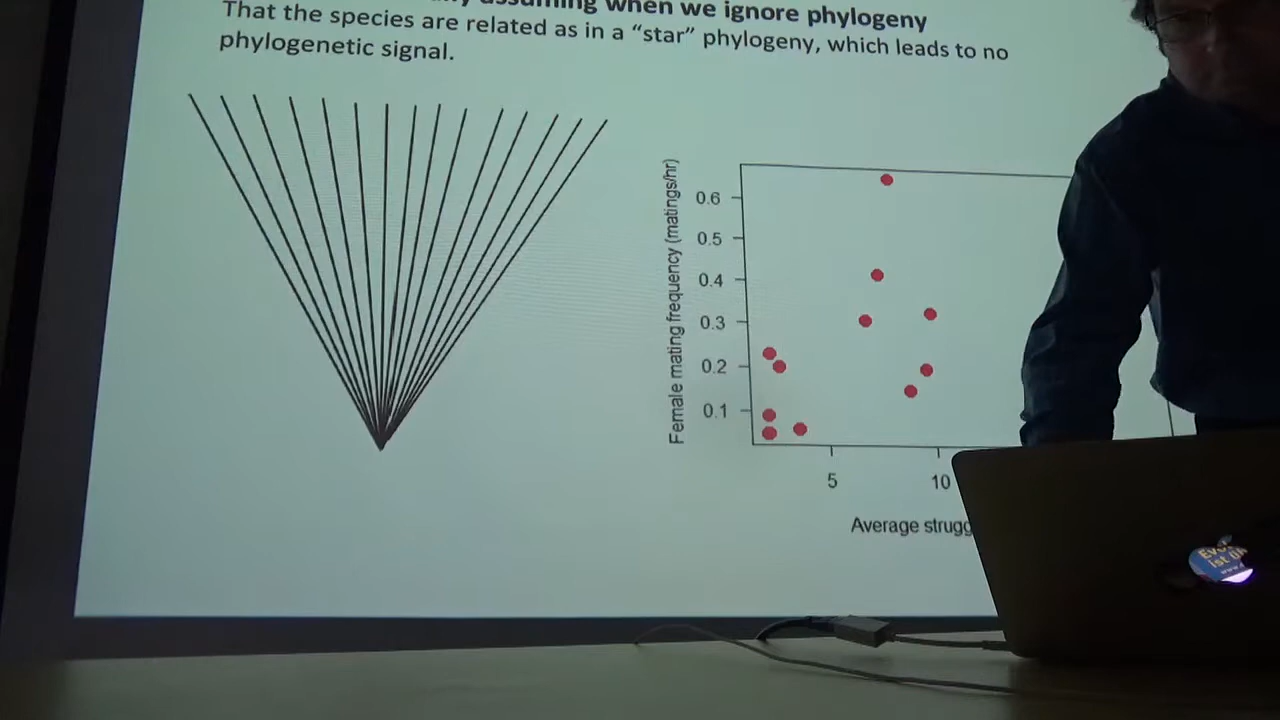 assuming when we ignore phylogeny
That the species are related as in a “star” phylogeny, which leads to no
phylogenetic signal.
Female mating frequency (matings/hr)
0.6
0.5
0.4
0.3
0.2
0.1
5
10
Average strugg